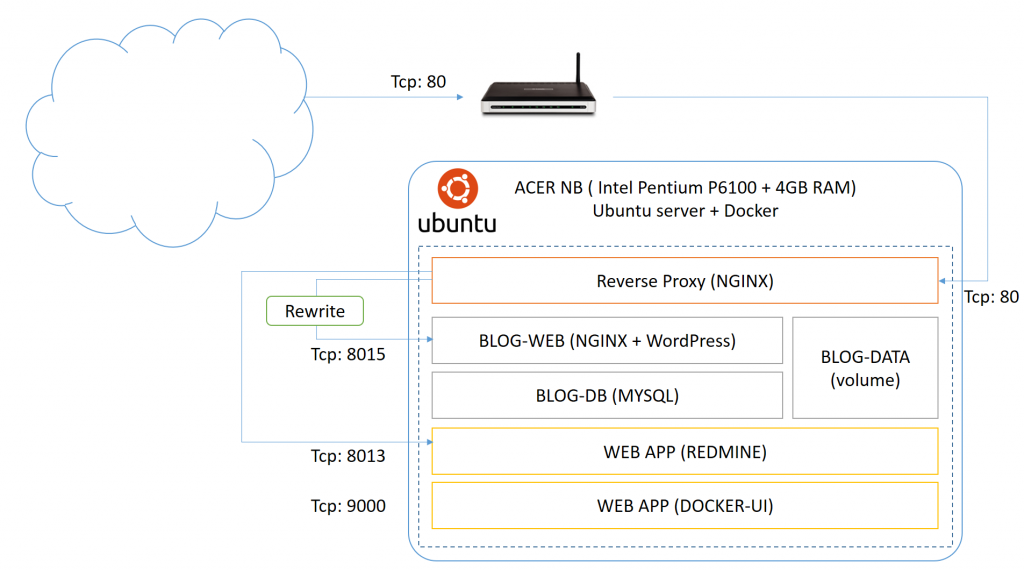 Tcp: 80
ubuntu
ACER NB ( Intel Pentium P6100 + 4GB RAM)
Ubuntu server + Docker
Reverse Proxy (NGINX)
Tcp: 80
Rewrite
BLOG-WEB (NGINX + WordPress)
Tcp: 8015
BLOG-DATA
(volume)
BLOG-DB (MYSQL)
WEB APP (REDMINE)
Tcp: 8013
WEB APP (DOCKER-UI)
Tcp: 9000